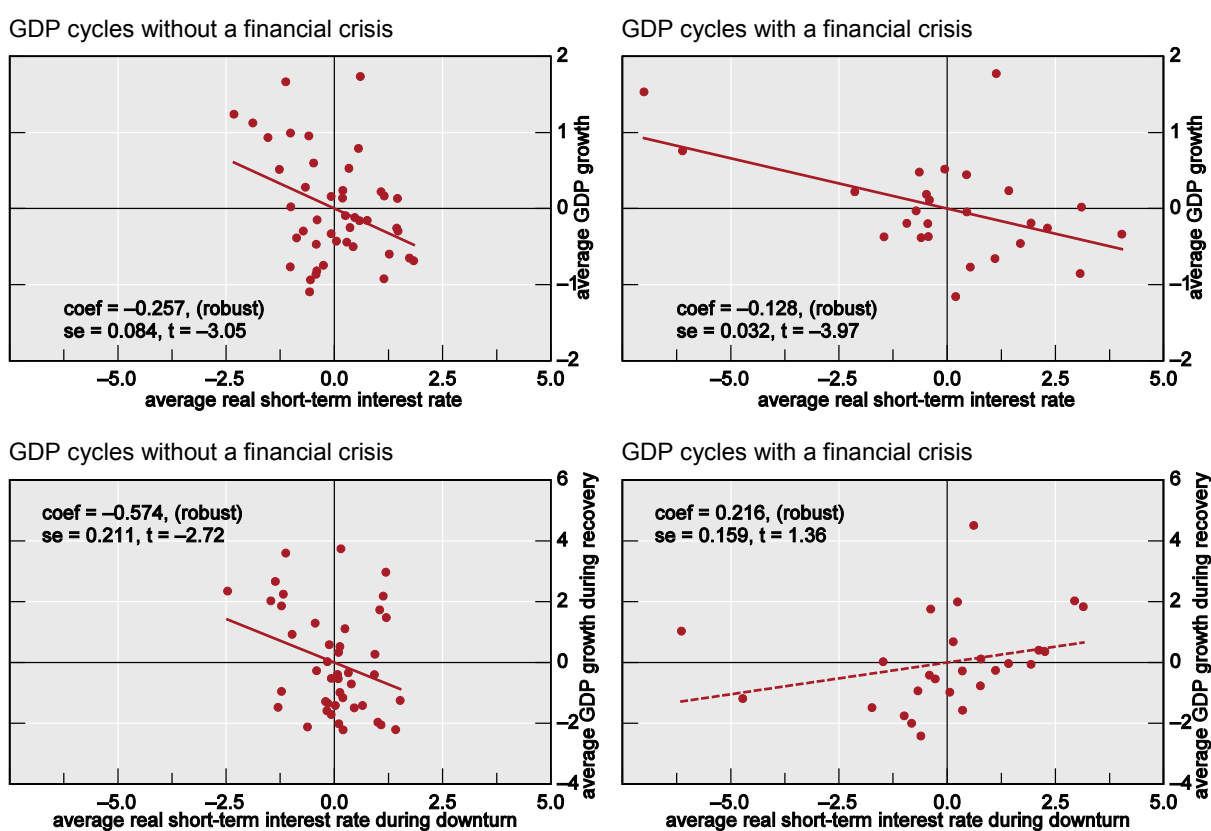 GDP cycles without a financial crisis
2
1
0
–1
–2
average GDP growth
coef = –0.257, (robust)
se = 0.084, t = –3.05
–5.0 –2.5 0.0 2.5 5.0
average real short-term interest rate
GDP cycles with a financial crisis
2
1
0
–1
–2
average GDP growth
coef = –0.128, (robust)
se = 0.032, t = –3.97
–5.0 –2.5 0.0 2.5 5.0
average real short-term interest rate
GDP cycles without a financial crisis
6
4
2
0
–2
–4
average GDP growth during recovery
coef = –0.574, (robust)
se = 0.211, t = –2.72
–5.0 –2.5 0.0 2.5 5.0
average real short-term interest rate during downturn
GDP cycles with a financial crisis
6
4
2
0
–2
–4
average GDP growth during recovery
coef = 0.216, (robust)
se = 0.159, t = 1.36
–5.0 –2.5 0.0 2.5 5.0
average real short-term interest rate during downturn